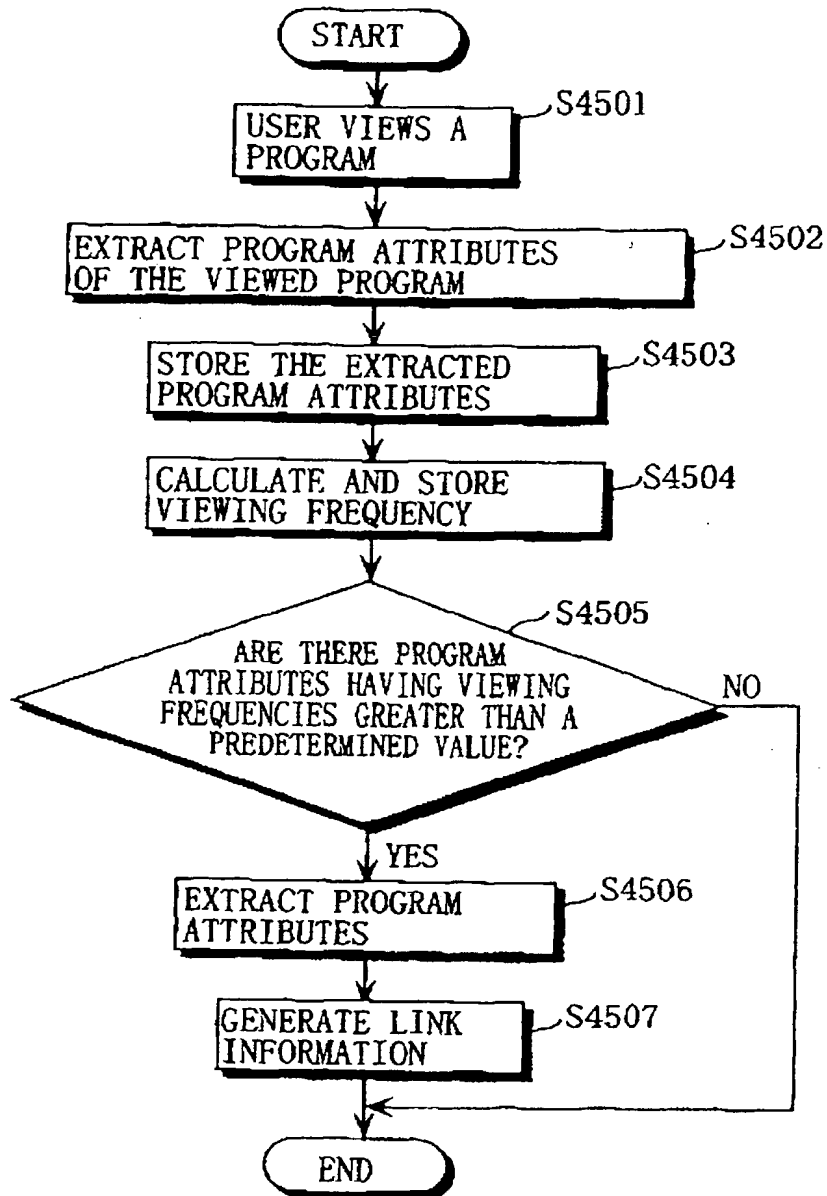 START
S4501
USER VIEWS A
PROGRAM
S4502
EXTRACT PROGRAM ATTRIBUTES
OF THE VIEWED PROGRAM
S4503
STORE THE EXTRACTED
PROGRAM ATTRIBUTES
S4504
CALCULATE AND STORE
VIEWING FREQUENCY
S4505
ARE THERE PROGRAM
ATTRIBUTES HAVING VIEWING
FREQUENCIES GREATER THAN A
PREDETERMINED VALUE?
NO
YES
S4506
EXTRACT PROGRAM
ATTRIBUTES
S4507
GENERATE LINK
INFORMATION
END